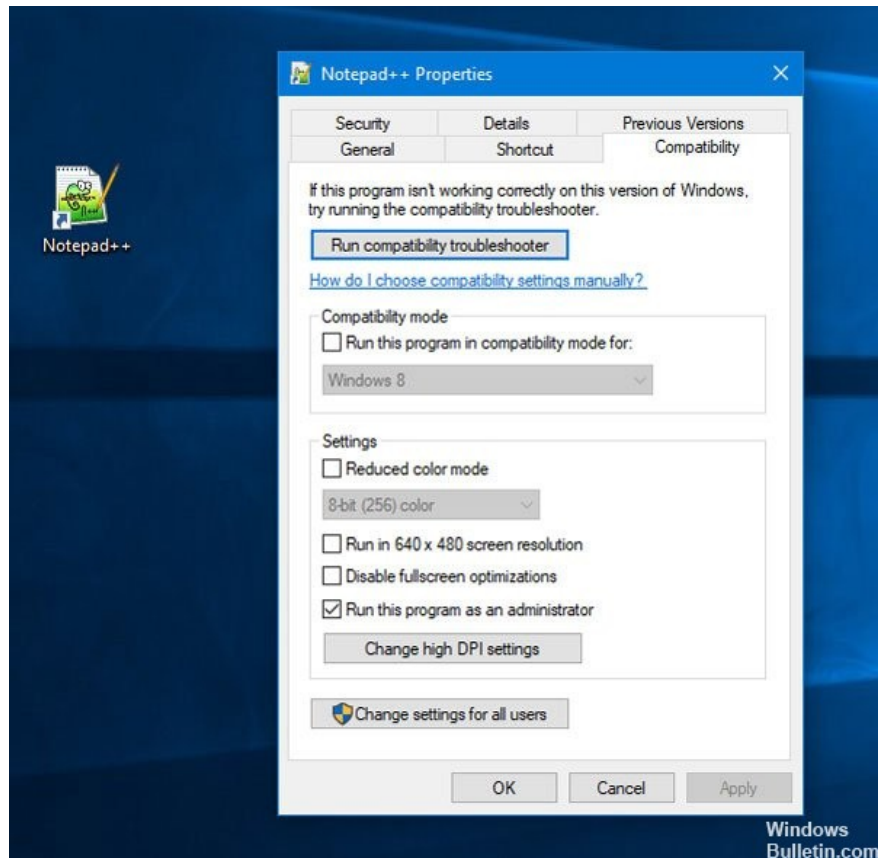 Notepad++ Properties
Security Details Previous Versions
General Shortcut Compatibility
If this program isn't working correctly on this version of Windows,
try running the compatibility troubleshooter.
Run compatibility troubleshooter
How do I choose compatibility settings manually?
Compatibility mode
Run this program in compatibility mode for:
Windows 8
Settings
Reduced color mode
8-bit (256) color
Run in 640 x 480 screen resolution
Disable fullscreen optimizations
Run this program as an administrator
Change high DPI settings
Change settings for all users
OK Cancel Apply
Notepad++
Windows
Bulletin.com